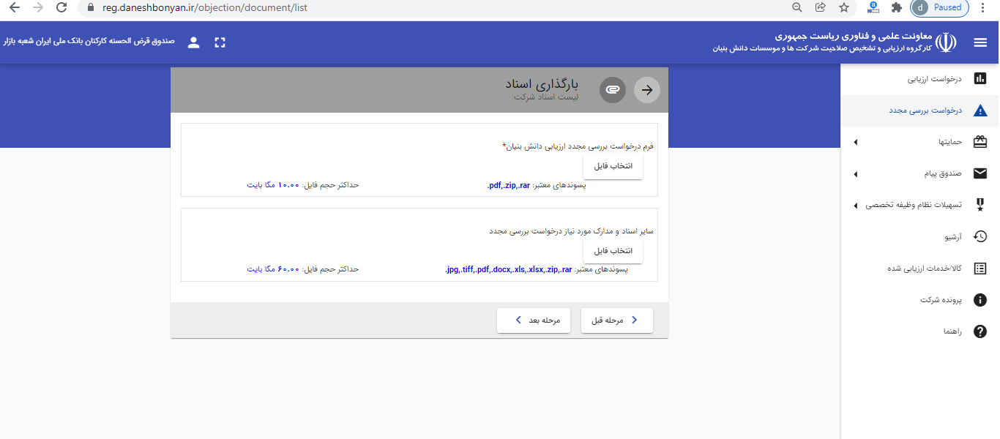 reg.daneshbonyan.ir/objection/document/list
d Paused
معاونت علمی و فناوری ریاست جمهوری
کارگروه ارزیابی و تشخیص صلاحیت شرکت ها و موسسات دانش بنیان
صندوق قرض الحسنه کارکنان بانک ملی ایران شعبه بازار
درخواست ارزیابی
درخواست بررسی مجدد
حمایتها
صندوق پیام
تسهیلات نظام وظیفه تخصصی
آرشیو
کالا/خدمات ارزیابی شده
پرونده شرکت
راهنما
بارگذاری اسناد
لیست اسناد شرکت
فرم درخواست بررسی مجدد ارزیابی دانش بنیان*
انتخاب فایل
پسوندهای معتبر: .pdf,.zip,.rar
حداکثر حجم فایل: ۱۰.۰۰ مگا بایت
سایر اسناد و مدارک مورد نیاز درخواست بررسی مجدد
انتخاب فایل
پسوندهای معتبر: .jpg,.tiff,.pdf,.docx,.xls,.xlsx,.zip,.rar
حداکثر حجم فایل: ۶۰.۰۰ مگا بایت
مرحله قبل
مرحله بعد